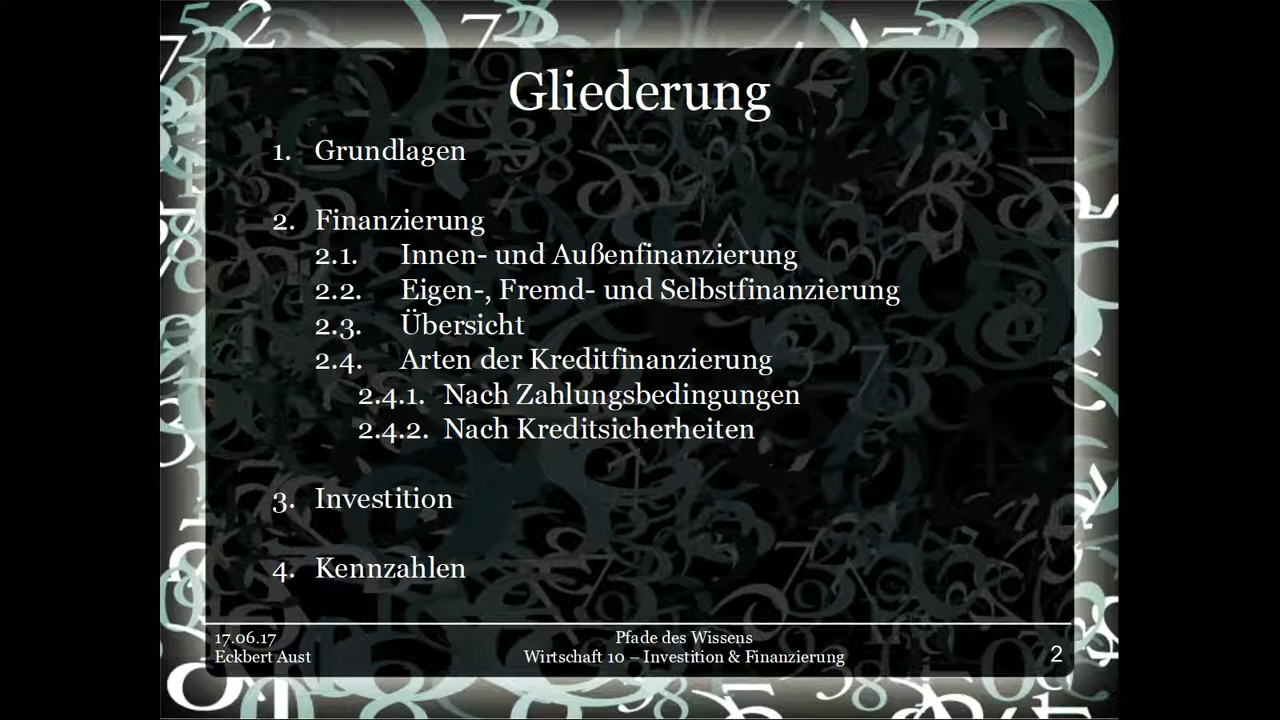 Gliederung
1. Grundlagen
2. Finanzierung
2.1. Innen- und Außenfinanzierung
2.2. Eigen-, Fremd- und Selbstfinanzierung
2.3. Übersicht
2.4. Arten der Kreditfinanzierung
2.4.1. Nach Zahlungsbedingungen
2.4.2. Nach Kreditsicherheiten
3. Investition
4. Kennzahlen
17.06.17
Eckbert Aust
Pfade des Wissens
Wirtschaft 10 – Investition & Finanzierung
2